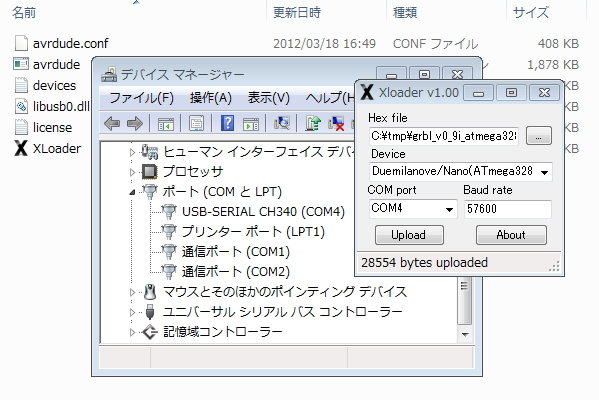 名前 更新日時 種類 サイズ
avrdude.conf 2012/03/18 16:49 CONF ファイル 408 KB
avrdude 1,878 KB
devices KB
libusb0.dll KB
license KB
XLoader KB
デバイス マネージャー
ファイル(F) 操作(A) 表示(V) ヘルプ(H
ヒューマン インターフェイス デバ
プロセッサ
ポート (COM と LPT)
USB-SERIAL CH340 (COM4)
プリンター ポート (LPT1)
通信ポート (COM1)
通信ポート (COM2)
マウスとそのほかのポインティング デバイス
ユニバーサル シリアル バス コントローラー
記憶域コントローラー
Xloader v1.00
Hex file
C:¥tmp¥grbl_v0_9i_atmega328
...
Device
Duemilanove/Nano(ATmega328
COM port Baud rate
COM4 57600
Upload About
28554 bytes uploaded